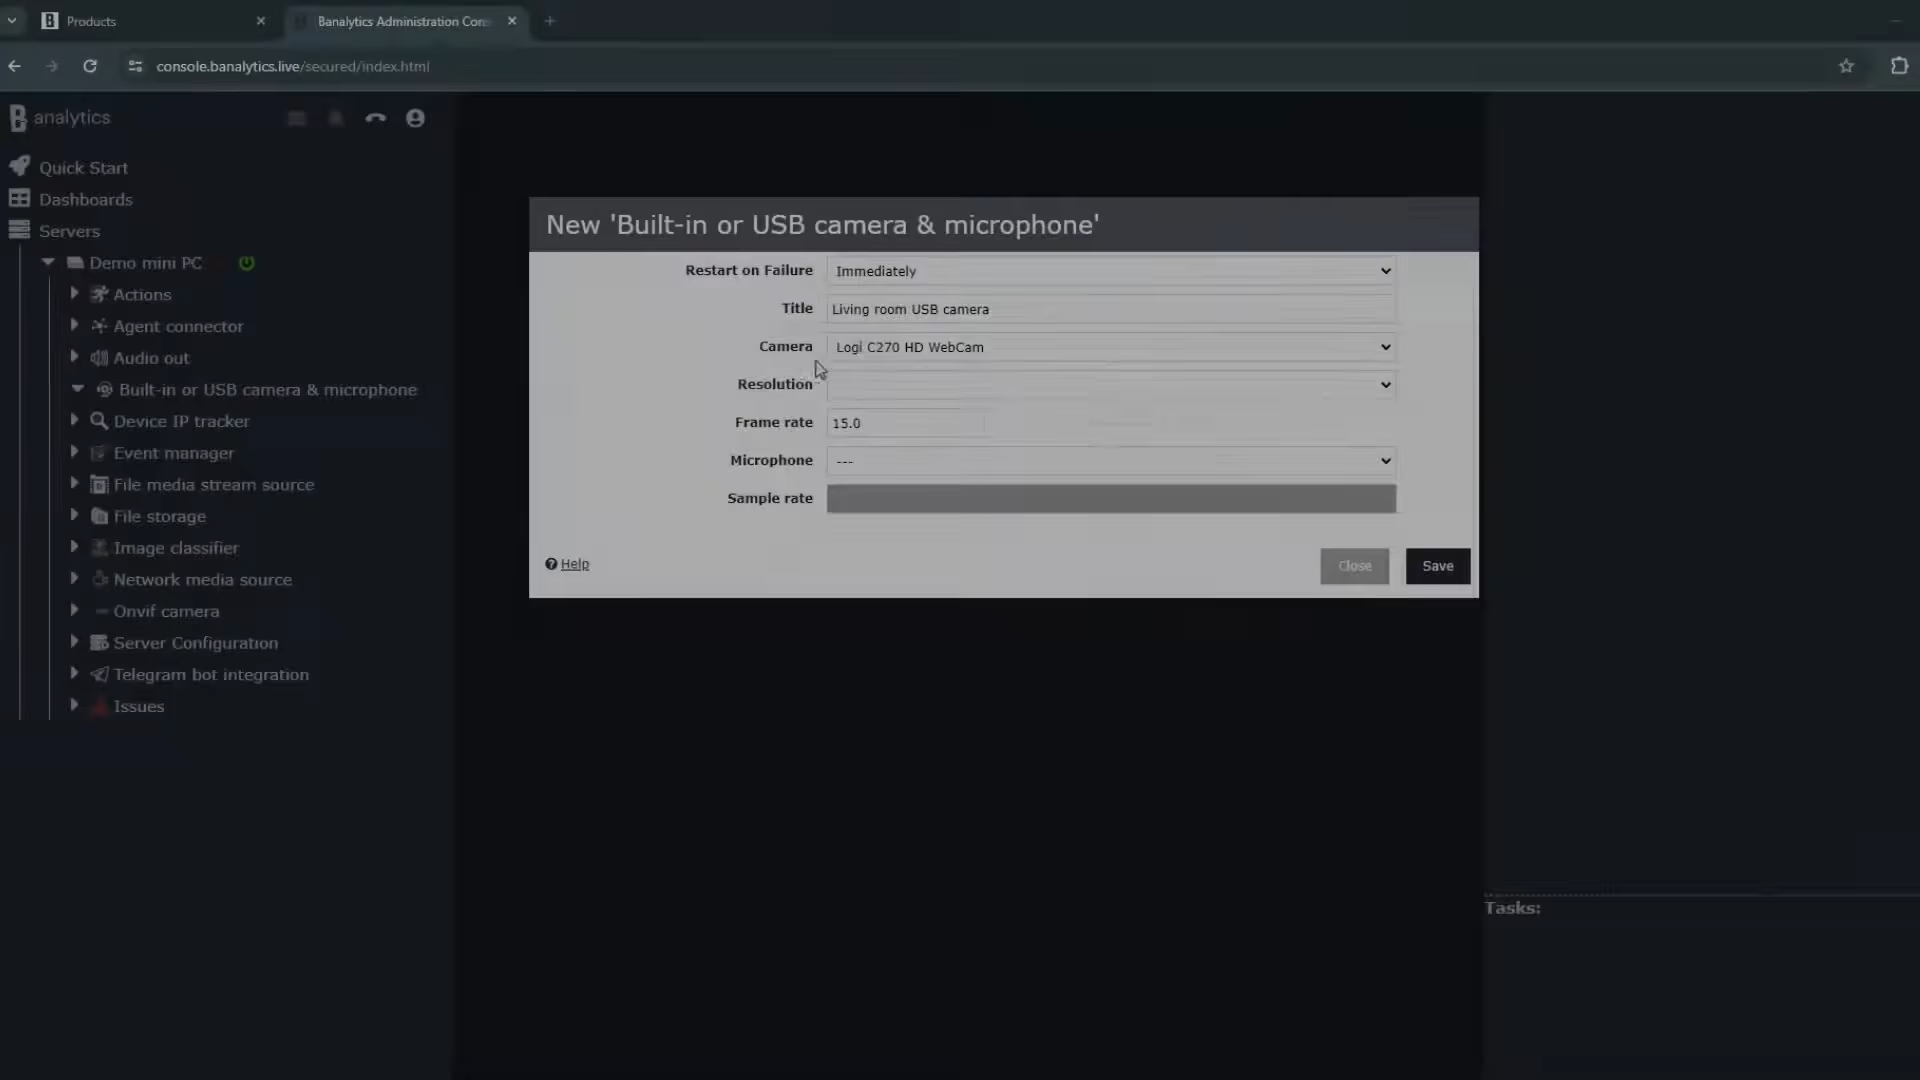 Products
Banalytics Administration Con
console.banalytics.live/secured/index.html
B analytics
Quick Start
Dashboards
Servers
Demo mini PC
Actions
Agent connector
Audio out
Built-in or USB camera & microphone
Device IP tracker
Event manager
File media stream source
File storage
Image classifier
Network media source
Onvif camera
Server Configuration
Telegram bot integration
Issues
New 'Built-in or USB camera & microphone'
Restart on Failure Immediately
Title Living room USB camera
Camera Logi C270 HD WebCam
Resolution
Frame rate 15.0
Microphone ---
Sample rate
Help Close Save
Tasks: